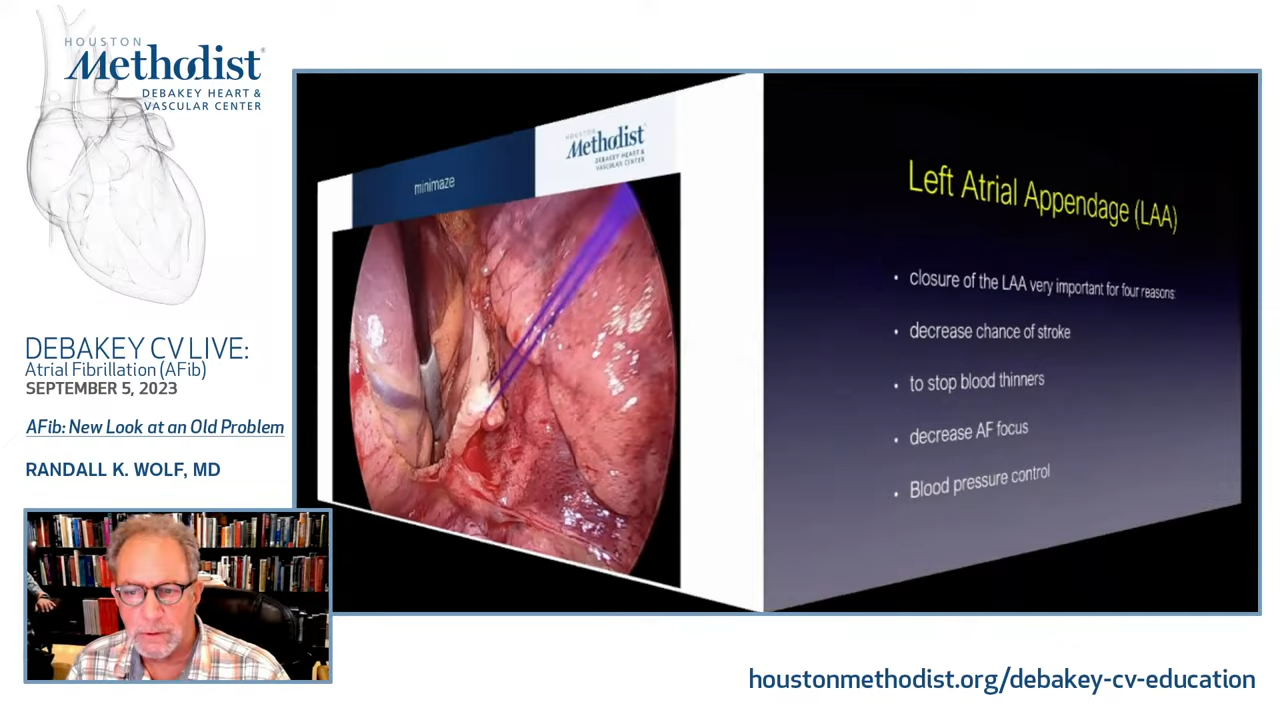 HOUSTON
Methodist®
DEBAKEY HEART &
VASCULAR CENTER
DEBAKEY CV LIVE:
Atrial Fibrillation (AFib)
SEPTEMBER 5, 2023
AFib: New Look at an Old Problem
RANDALL K. WOLF, MD
minimaze
HOUSTON
Methodist
DEBAKEY HEART &
VASCULAR CENTER
Left Atrial Appendage (LAA)
• closure of the LAA very important for four reasons:
• decrease chance of stroke
• to stop blood thinners
• decrease AF focus
• Blood pressure control
houstonmethodist.org/debakey-cv-education